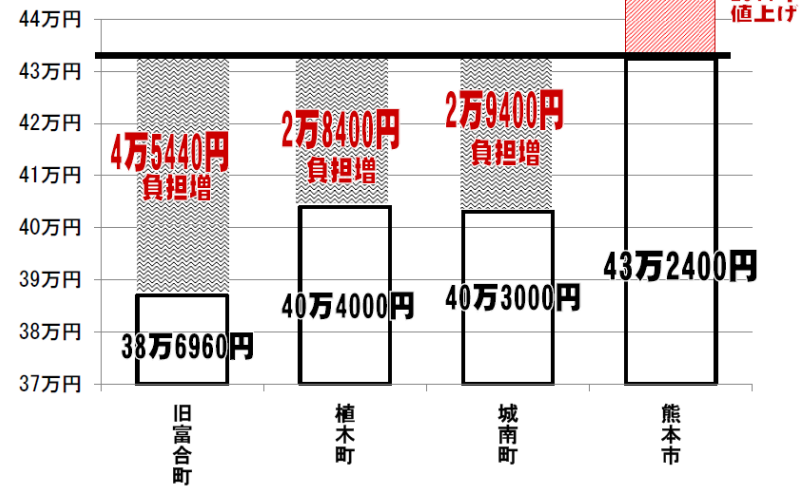 値上げ
44万円
43万円
42万円
41万円
40万円
39万円
38万円
37万円
4万5440円
負担増
2万8400円
負担増
2万9400円
負担増
38万6960円
40万4000円
40万3000円
43万2400円
旧富合町
植木町
城南町
熊本市